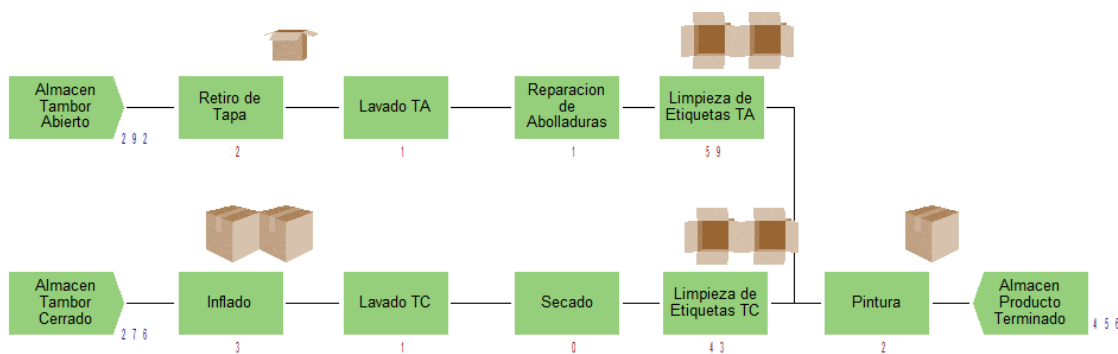 Almacen
Tambor
Abierto
Retiro de
Tapa
Lavado TA
Reparacion
de
Abolladuras
Limpieza de
Etiquetas TA
2 9 2
2
1
1
5 9
Almacen
Tambor
Cerrado
Inflado
Lavado TC
Secado
Limpieza de
Etiquetas TC
Pintura
Almacen
Producto
Terminado
2 7 6
3
1
0
4 3
2
4 5 6